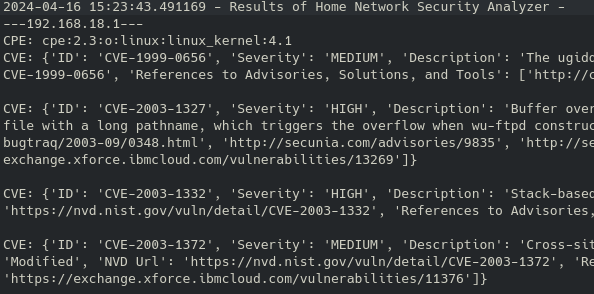 2024-04-16 15:23:43.491169 - Results of Home Network Security Analyzer -
---192.168.18.1---
CPE: cpe:2.3:o:linux:linux_kernel:4.1
CVE: {'ID': 'CVE-1999-0656', 'Severity': 'MEDIUM', 'Description': 'The ugidd
CVE-1999-0656', 'References to Advisories, Solutions, and Tools': ['http://c
CVE: {'ID': 'CVE-2003-1327', 'Severity': 'HIGH', 'Description': 'Buffer over
file with a long pathname, which triggers the overflow when wu-ftpd construc
bugtraq/2003-09/0348.html', 'http://secunia.com/advisories/9835', 'http://se
exchange.xforce.ibmcloud.com/vulnerabilities/13269']}
CVE: {'ID': 'CVE-2003-1332', 'Severity': 'HIGH', 'Description': 'Stack-based
'https://nvd.nist.gov/vuln/detail/CVE-2003-1332', 'References to Advisories,
CVE: {'ID': 'CVE-2003-1372', 'Severity': 'MEDIUM', 'Description': 'Cross-sit
'Modified', 'NVD Url': 'https://nvd.nist.gov/vuln/detail/CVE-2003-1372', 'Re
'https://exchange.xforce.ibmcloud.com/vulnerabilities/11376']}